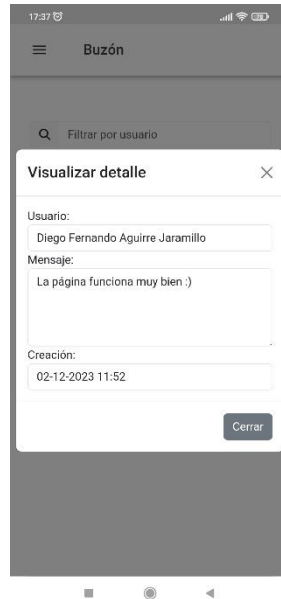 17:37
Buzón
Filtrar por usuario
Visualizar detalle
Usuario:
Diego Fernando Aguirre Jaramillo
Mensaje:
La página funciona muy bien :)
Creación:
02-12-2023 11:52
Cerrar